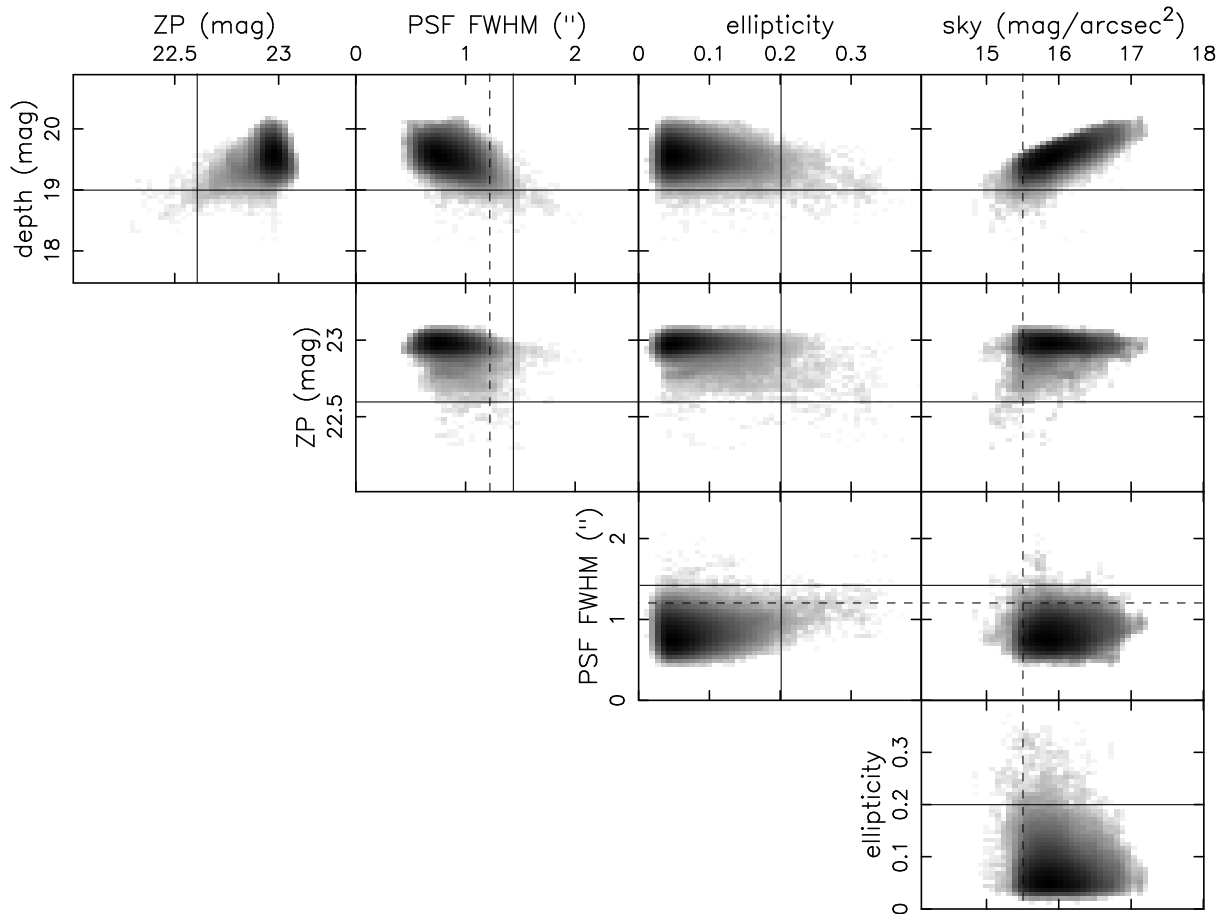 ZP (mag) PSF FWHM (") ellipticity sky (mag/arcsec²)
22.5 23 0 1 2 0 0.1 0.2 0.3 15 16 17 18
depth (mag)
20
19
18
ZP (mag)
23
22.5
PSF FWHM (")
2
1
0
ellipticity
0.3
0.2
0.1
0